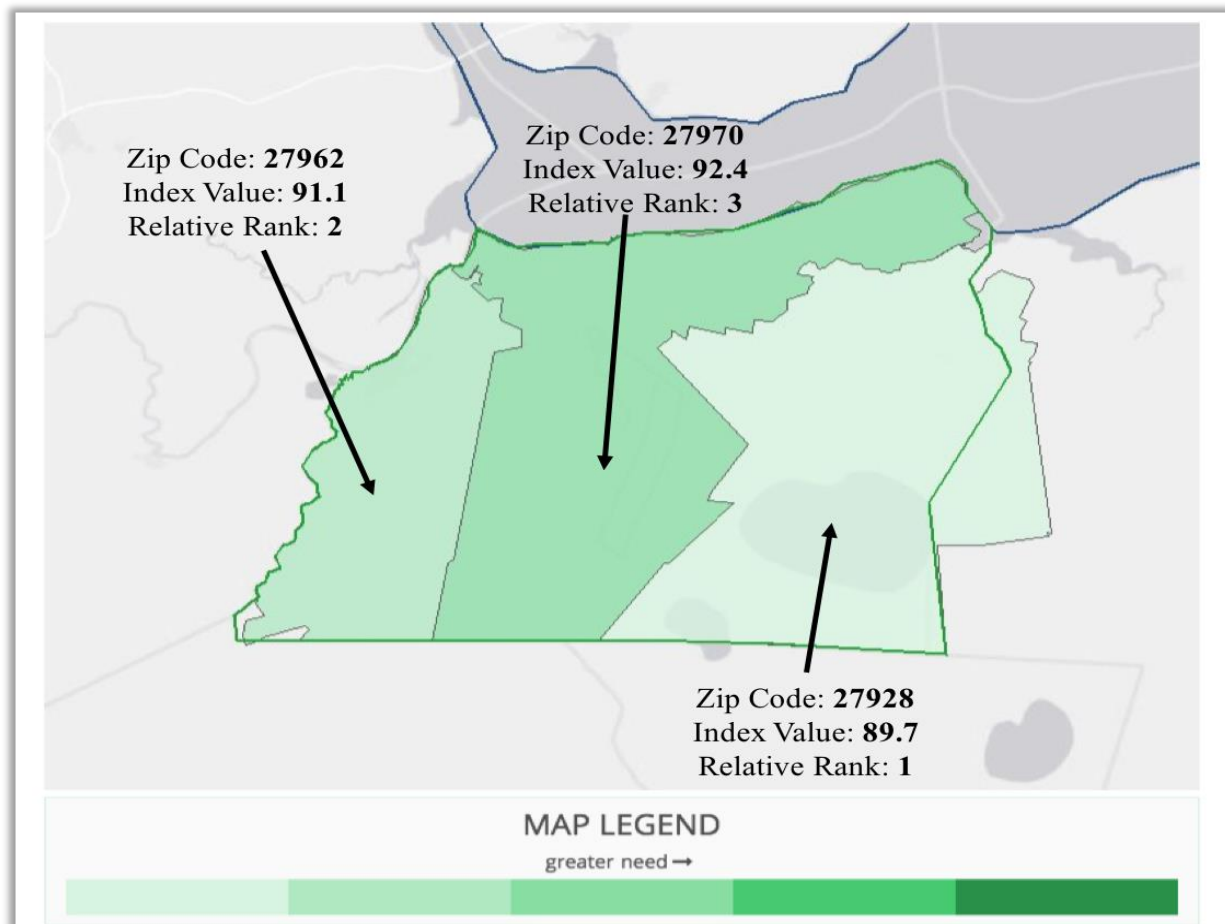 Zip Code: 27962
Index Value: 91.1
Relative Rank: 2
Zip Code: 27970
Index Value: 92.4
Relative Rank: 3
Zip Code: 27928
Index Value: 89.7
Relative Rank: 1
MAP LEGEND
greater need →